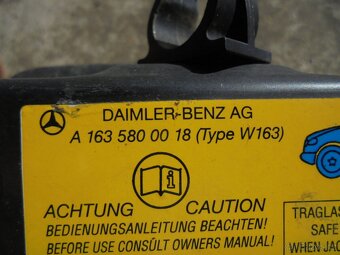 DAIMLER-BENZ AG
A 163 580 00 18 (Type W163)
ACHTUNG CAUTION
BEDIENUNGSANLEITUNG BEACHTEN!
BEFORE USE CONSÛLT OWNERS MANUAL!
TRAGLAS
SAFE
WHEN JAC